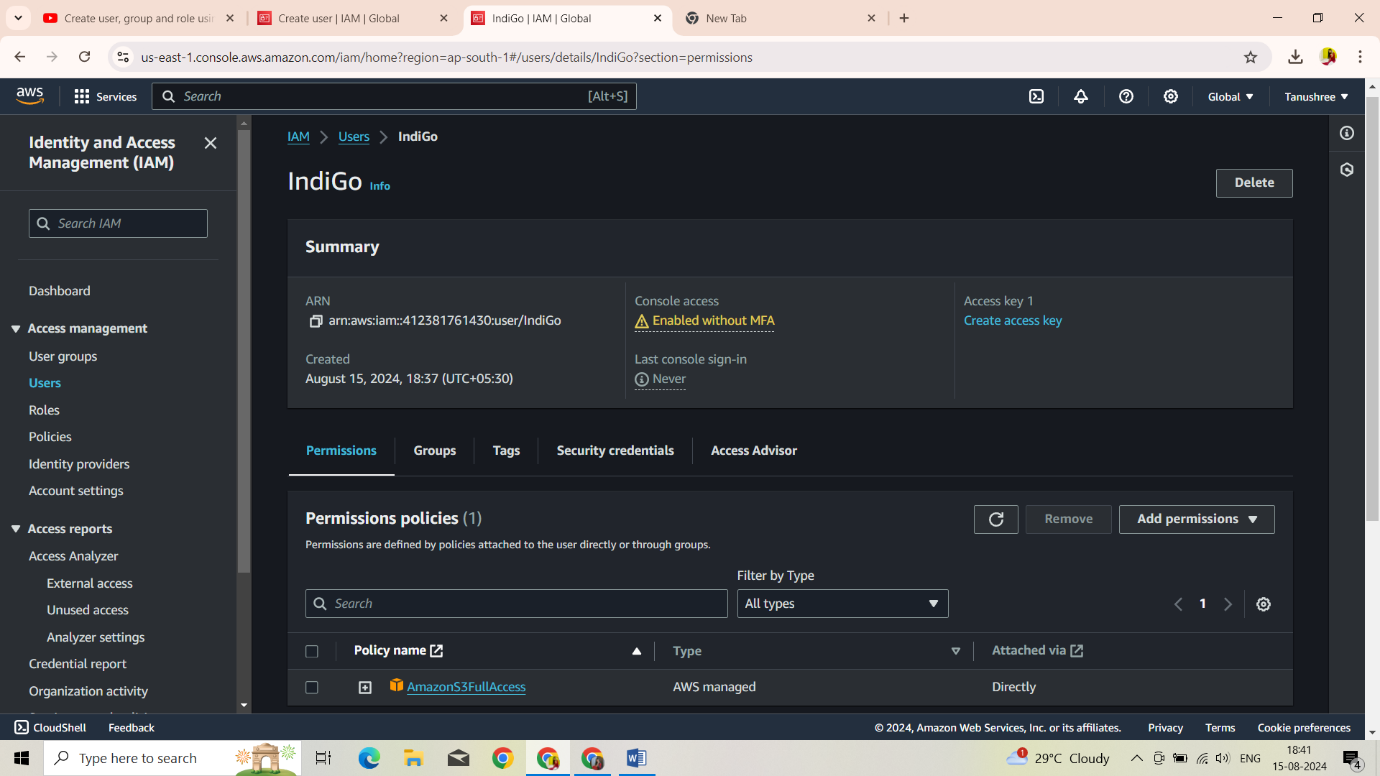 Create user, group and role usi
Create user | IAM | Global
IndiGo | IAM | Global
New Tab
us-east-1.console.aws.amazon.com/iam/home?region=ap-south-1#/users/details/IndiGo?section=permissions
aws
Services
Search
[Alt+S]
Global
Tanushree
Identity and Access
Management (IAM)
Search IAM
Dashboard
Access management
User groups
Users
Roles
Policies
Identity providers
Account settings
Access reports
Access Analyzer
External access
Unused access
Analyzer settings
Credential report
Organization activity
IAM
Users
IndiGo
IndiGo Info
Delete
Summary
ARN
arn:aws:iam::412381761430:user/IndiGo
Created
August 15, 2024, 18:37 (UTC+05:30)
Console access
Enabled without MFA
Last console sign-in
Never
Access key 1
Create access key
Permissions
Groups
Tags
Security credentials
Access Advisor
Permissions policies (1)
Permissions are defined by policies attached to the user directly or through groups.
Remove
Add permissions
Search
Filter by Type
All types
1
Policy name
Type
Attached via
AmazonS3FullAccess
AWS managed
Directly
CloudShell
Feedback
© 2024, Amazon Web Services, Inc. or its affiliates.
Privacy
Terms
Cookie preferences
Type here to search
1
29°C Cloudy
ENG
18:41
15-08-2024
4